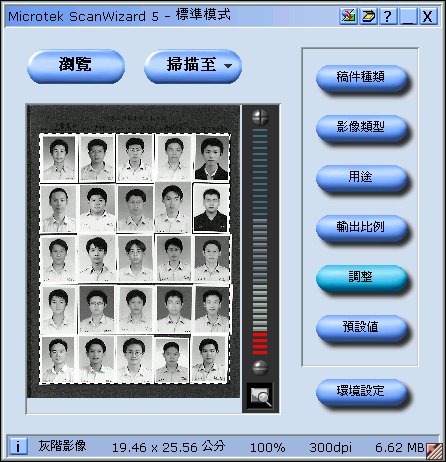 Microtek ScanWizard 5 - 標準模式
瀏覽
掃描至
稿件種類
影像類型
用途
輸出比例
調整
預設值
環境設定
灰階影像 19.46 x 25.56 公分 100% 300dpi 6.62 MB